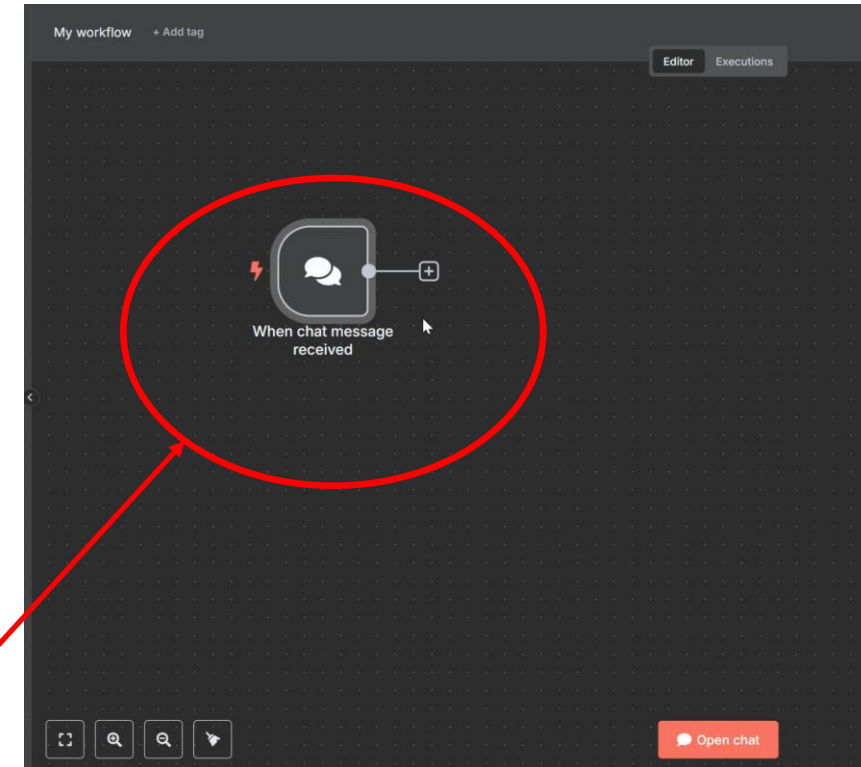 My workflow + Add tag
Editor Executions
When chat message
received
Open chat